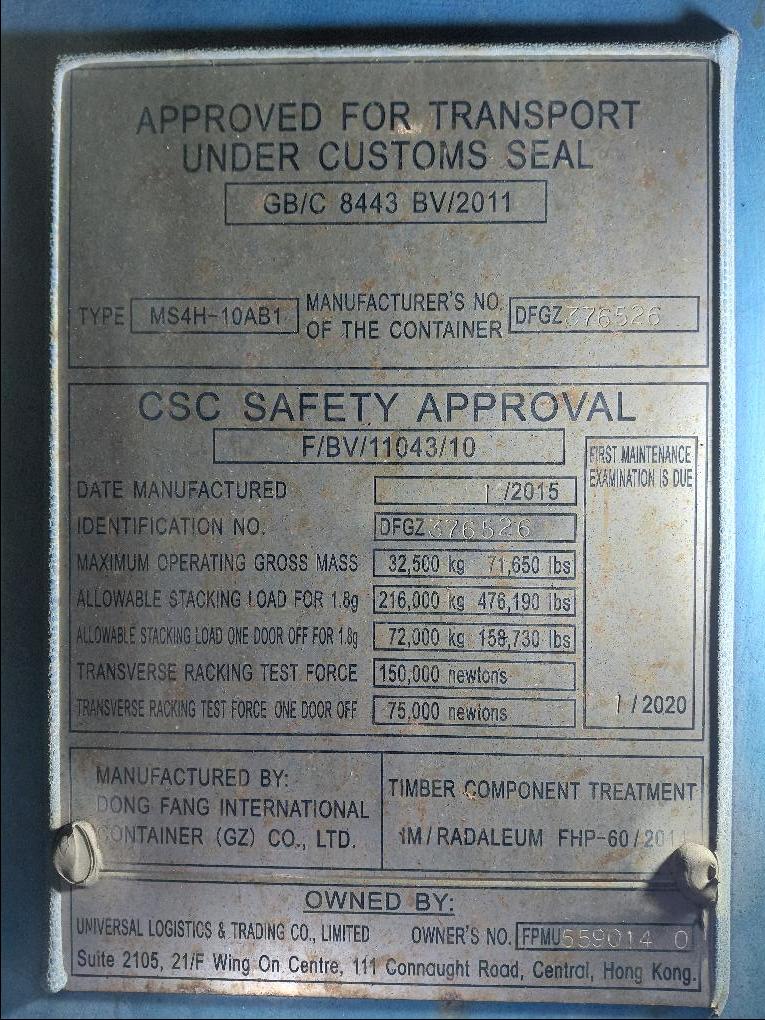 APPROVED FOR TRANSPORT
UNDER CUSTOMS SEAL
GB/C 8443 BV/2011
TYPE MS4H-10AB1 MANUFACTURER'S NO. OF THE CONTAINER DFGZ376526
CSC SAFETY APPROVAL
F/BV/11043/10
FIRST MAINTENANCE
EXAMINATION IS DUE
1/2020
DATE MANUFACTURED 1/2015
IDENTIFICATION NO. DFGZ376526
MAXIMUM OPERATING GROSS MASS 32,500 kg 71,650 lbs
ALLOWABLE STACKING LOAD FOR 1.8g 216,000 kg 476,190 lbs
ALLOWABLE STACKING LOAD ONE DOOR OFF FOR 1.8g 72,000 kg 158,730 lbs
TRANSVERSE RACKING TEST FORCE 150,000 newtons
TRANSVERSE RACKING TEST FORCE ONE DOOR OFF 75,000 newtons
MANUFACTURED BY:
DONG FANG INTERNATIONAL
CONTAINER (GZ) CO., LTD.
TIMBER COMPONENT TREATMENT
IM/RADALEUM FHP-60/
OWNED BY:
UNIVERSAL LOGISTICS & TRADING CO., LIMITED OWNER'S NO. FPMU559014 0
Suite 2105, 21/F Wing On Centre, 111 Connaught Road, Central, Hong Kong.